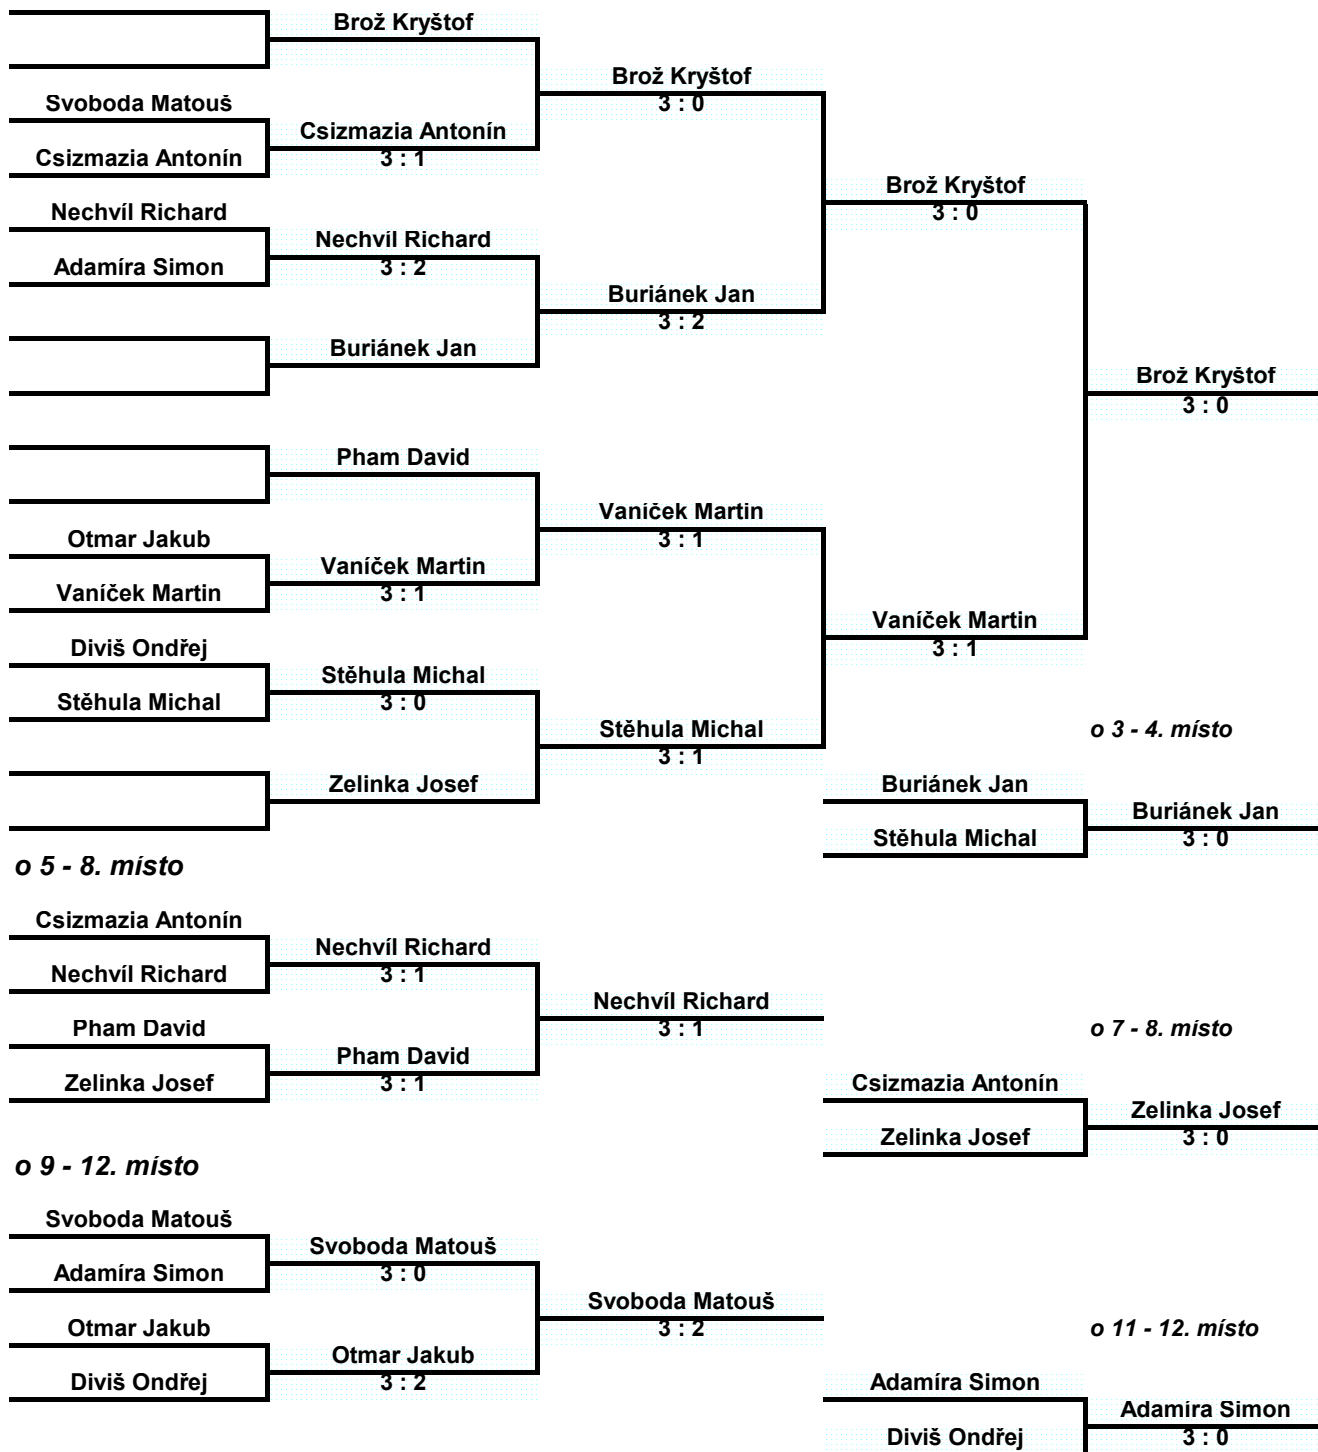 Brož Kryštof
Brož Kryštof
3 : 0
Svoboda Matouš
Csizmazia Antonín
3 : 1
Csizmazia Antonín
Brož Kryštof
3 : 0
Nechvíl Richard
Nechvíl Richard
3 : 2
Adamíra Simon
Buriánek Jan
3 : 2
Buriánek Jan
Brož Kryštof
3 : 0
Pham David
Vaníček Martin
3 : 1
Otmar Jakub
Vaníček Martin
3 : 1
Vaníček Martin
Vaníček Martin
3 : 1
Diviš Ondřej
Stěhula Michal
3 : 0
Stěhula Michal
Stěhula Michal
3 : 1
o 3 - 4. místo
Zelinka Josef
Buriánek Jan
Buriánek Jan
3 : 0
Stěhula Michal
o 5 - 8. místo
Csizmazia Antonín
Nechvíl Richard
3 : 1
Nechvíl Richard
Nechvíl Richard
3 : 1
Pham David
o 7 - 8. místo
Pham David
3 : 1
Zelinka Josef
Csizmazia Antonín
Zelinka Josef
3 : 0
Zelinka Josef
o 9 - 12. místo
Svoboda Matouš
Svoboda Matouš
3 : 0
Adamíra Simon
Svoboda Matouš
3 : 2
Otmar Jakub
o 11 - 12. místo
Otmar Jakub
3 : 2
Diviš Ondřej
Adamíra Simon
Adamíra Simon
3 : 0
Diviš Ondřej